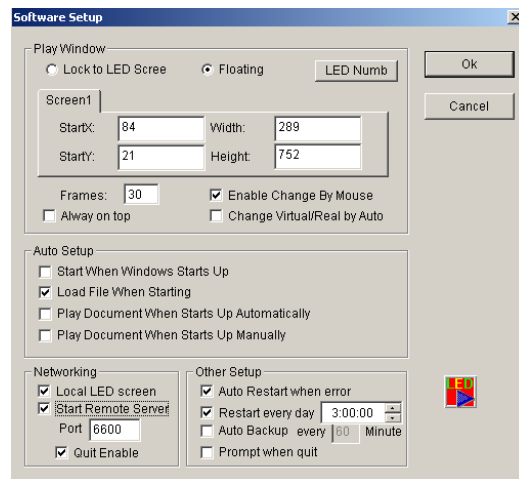 Software Setup
Play Window
Lock to LED Scree Floating LED Numb
Ok
Cancel
Screen1
StartX: 84 Width: 289
StartY: 21 Height: 752
Frames: 30 Enable Change By Mouse
Alway on top Change Virtual/Real by Auto
Auto Setup
Start When Windows Starts Up
Load File When Starting
Play Document When Starts Up Automatically
Play Document When Starts Up Manually
Networking
Local LED screen
Start Remote Server
Port 6600
Quit Enable
Other Setup
Auto Restart when error
Restart every day 3:00:00
Auto Backup every 60 Minute
Prompt when quit
LED